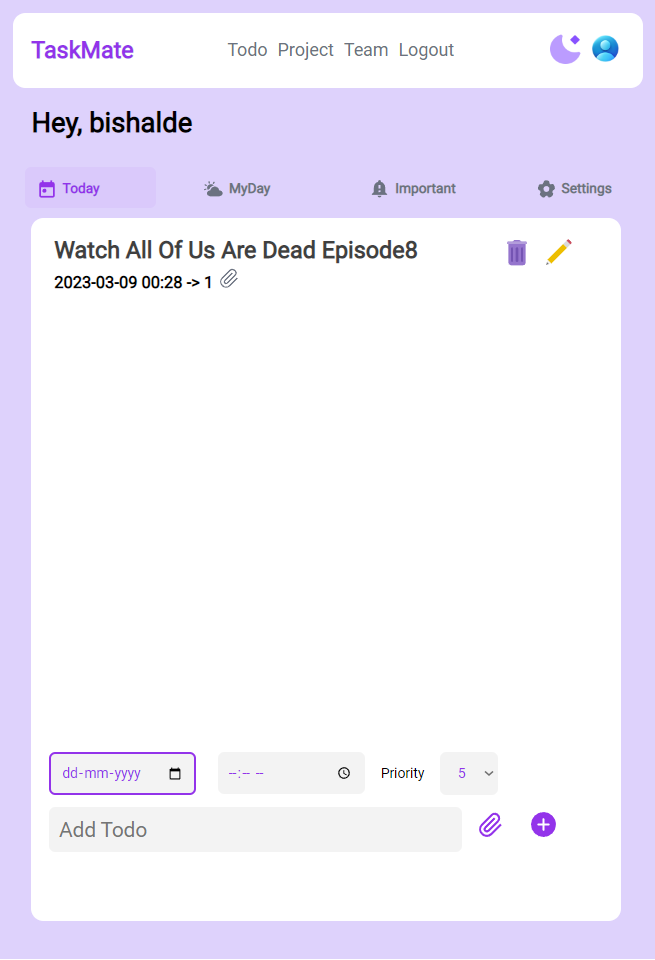 TaskMate Todo Project Team Logout
Hey, bishalde
Today MyDay Important Settings
Watch All Of Us Are Dead Episode8
2023-03-09 00:28 -> 1
dd-mm-yyyy --:-- -- Priority 5
Add Todo